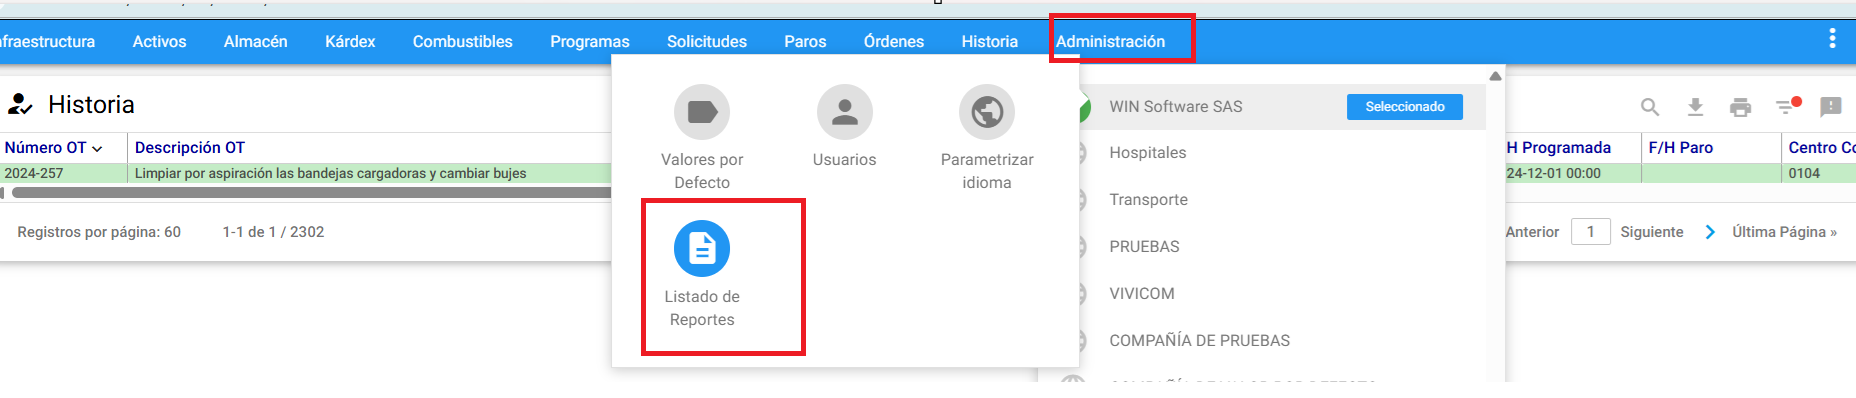 nfraestructura Activos Almacén Kárdex Combustibles Programas Solicitudes Paros Órdenes Historia Administración
Historia
Número OT Descripción OT
2024-257 Limpiar por aspiración las bandejas cargadoras y cambiar bujes
Registros por página: 60 1-1 de 1 / 2302
Valores por
Defecto
Usuarios
Parametrizar
idioma
Listado de
Reportes
WIN Software SAS Seleccionado
Hospitales
Transporte
PRUEBAS
VIVICOM
COMPAÑÍA DE PRUEBAS
H Programada F/H Paro Centro Co
24-12-01 00:00 0104
Anterior 1 Siguiente Última Página »